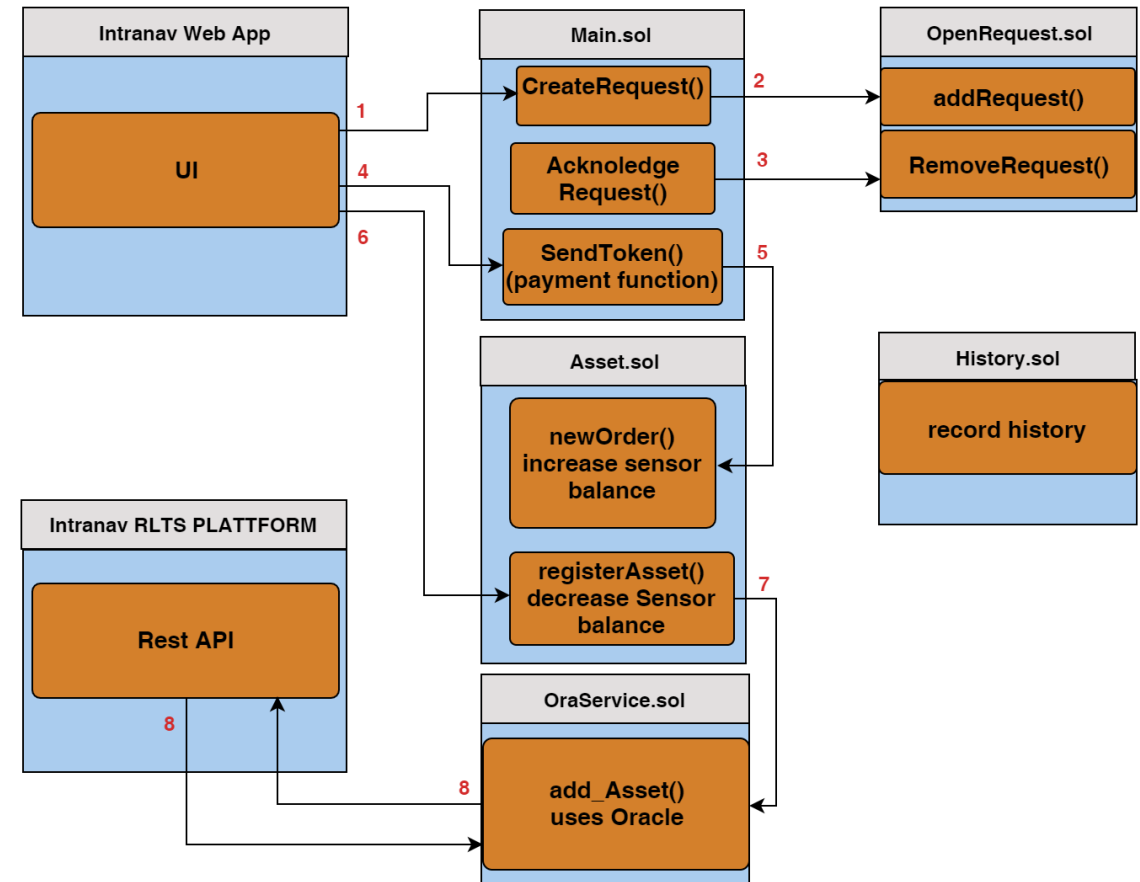 Intranav Web App
UI
1
4
6
Main.sol
CreateRequest()
2
Acknoledge
Request()
3
SendToken()
(payment function)
5
OpenRequest.sol
addRequest()
RemoveRequest()
Asset.sol
newOrder()
increase sensor
balance
registerAsset()
decrease Sensor
balance
7
History.sol
record history
Intranav RLTS PLATTFORM
Rest API
8
8
OraService.sol
add_Asset()
uses Oracle